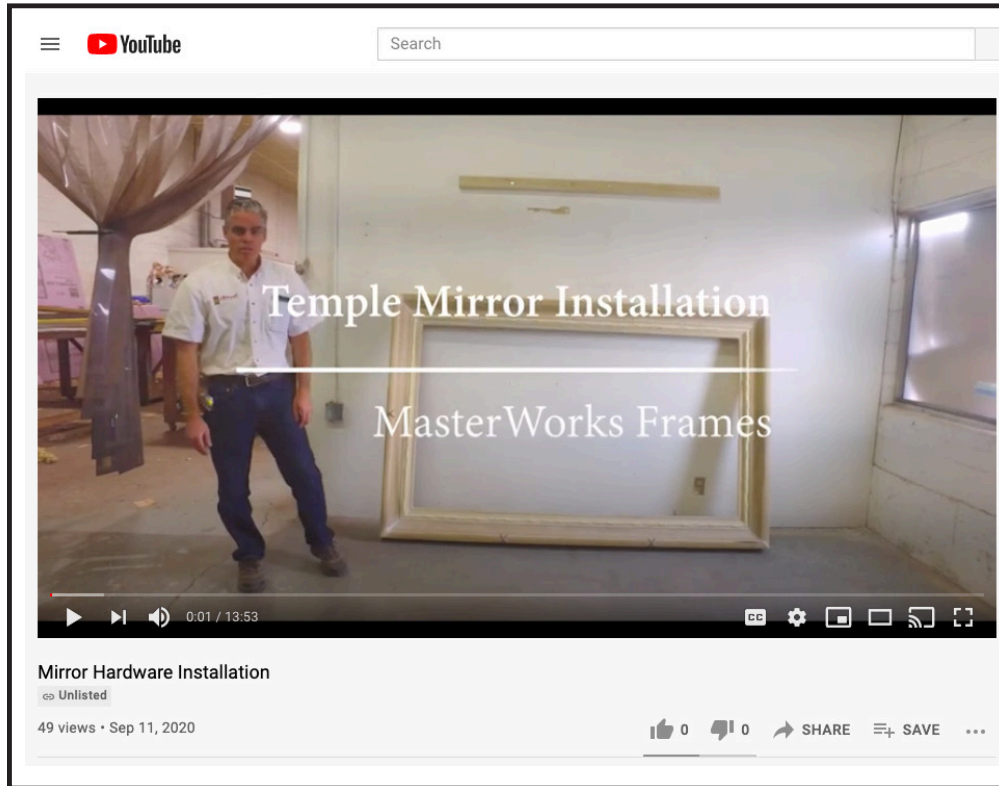 YouTube
Search
Temple Mirror Installation
MasterWorks Frames
0:01 / 13:53
CC
Mirror Hardware Installation
Unlisted
49 views • Sep 11, 2020
0 0 SHARE SAVE